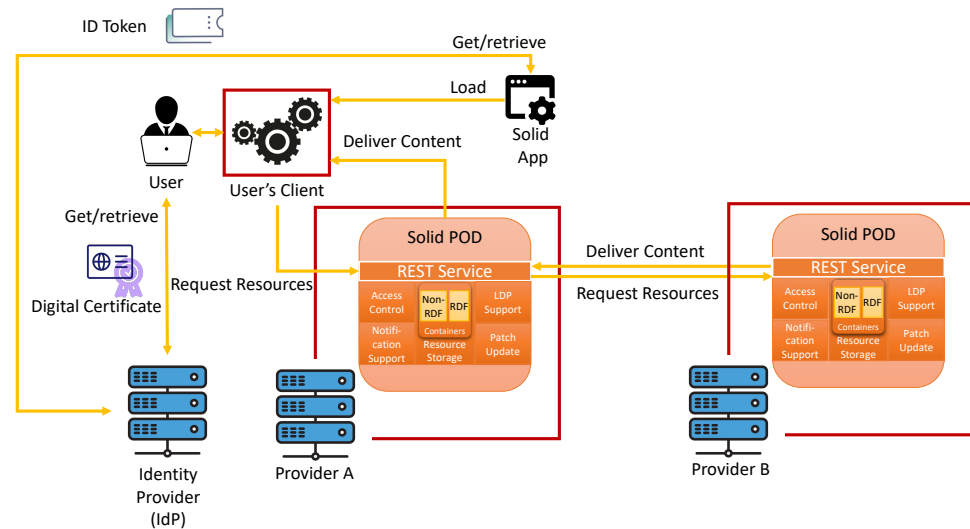 ID Token
Get/retrieve
Load
Solid
App
Deliver Content
User
User's Client
Get/retrieve
Digital Certificate
Request Resources
Solid POD
REST Service
Access
Control
Non-
RDF
RDF
LDP
Support
Containers
Notifi-
cation
Support
Resource
Storage
Patch
Update
Deliver Content
Request Resources
Solid POD
REST Service
Access
Control
Non-
RDF
RDF
LDP
Support
Containers
Notifi-
cation
Support
Resource
Storage
Patch
Update
Identity
Provider
(IdP)
Provider A
Provider B